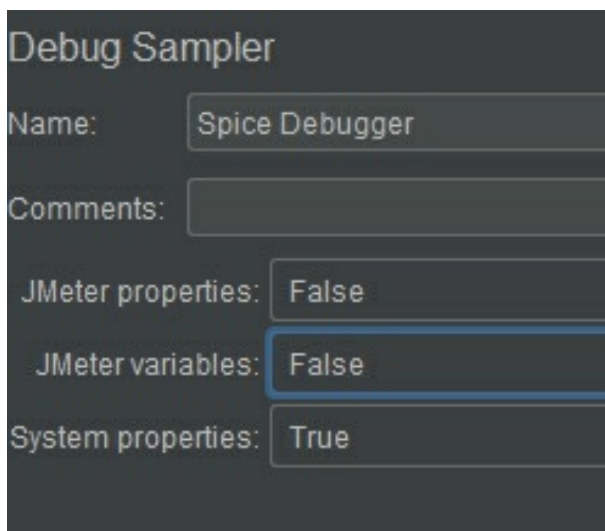 Debug Sampler
Name: Spice Debugger
Comments:
JMeter properties: False
JMeter variables: False
System properties: True